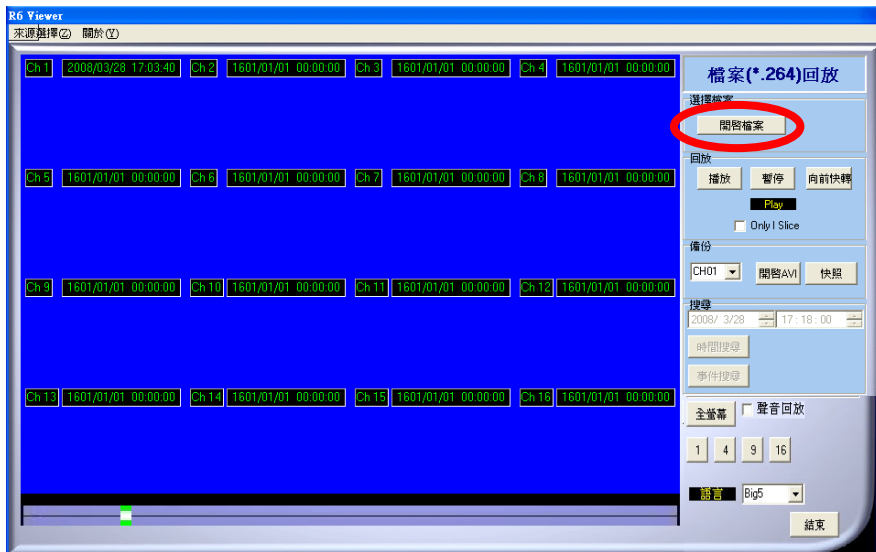 R6 Viewer
來源選擇(Z) 關於(Y)
Ch 1 2008/03/28 17:03:40 Ch 2 1601/01/01 00:00:00 Ch 3 1601/01/01 00:00:00 Ch 4 1601/01/01 00:00:00
Ch 5 1601/01/01 00:00:00 Ch 6 1601/01/01 00:00:00 Ch 7 1601/01/01 00:00:00 Ch 8 1601/01/01 00:00:00
Ch 9 1601/01/01 00:00:00 Ch 10 1601/01/01 00:00:00 Ch 11 1601/01/01 00:00:00 Ch 12 1601/01/01 00:00:00
Ch 13 1601/01/01 00:00:00 Ch 14 1601/01/01 00:00:00 Ch 15 1601/01/01 00:00:00 Ch 16 1601/01/01 00:00:00
檔案(*.264)回放
選擇檔案
開啓檔案
回放
播放 暫停 向前快轉
Play
Only I Slice
備份
CH01 開啓AVI 快照
搜尋
2008/ 3/28 17:18:00
時間搜尋
事件搜尋
全螢幕 聲音回放
1 4 9 16
語言 Big5
結束